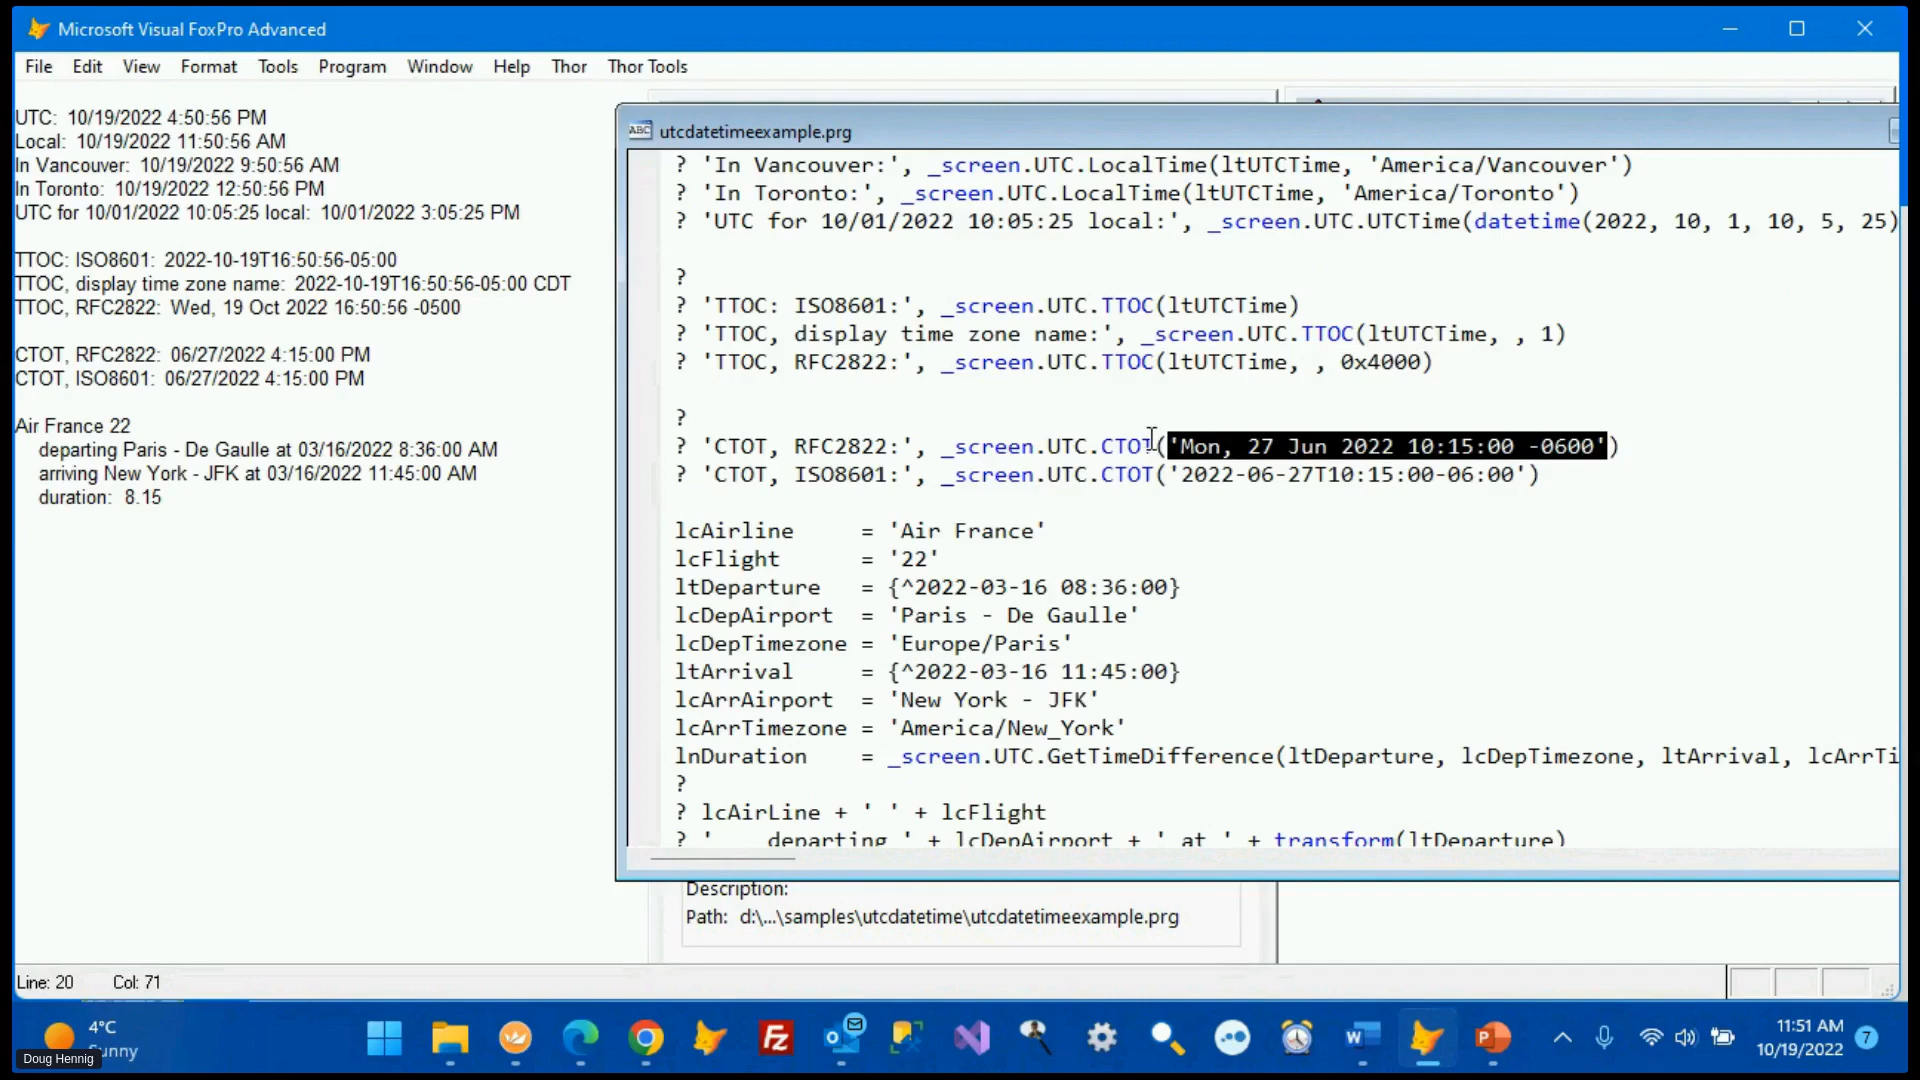 Microsoft Visual FoxPro Advanced
File Edit View Format Tools Program Window Help Thor Thor Tools
UTC: 10/19/2022 4:50:56 PM
Local: 10/19/2022 11:50:56 AM
In Vancouver: 10/19/2022 9:50:56 AM
In Toronto: 10/19/2022 12:50:56 PM
UTC for 10/01/2022 10:05:25 local: 10/01/2022 3:05:25 PM
TTOC: ISO8601: 2022-10-19T16:50:56-05:00
TTOC, display time zone name: 2022-10-19T16:50:56-05:00 CDT
TTOC, RFC2822: Wed, 19 Oct 2022 16:50:56 -0500
CTOT, RFC2822: 06/27/2022 4:15:00 PM
CTOT, ISO8601: 06/27/2022 4:15:00 PM
Air France 22
departing Paris - De Gaulle at 03/16/2022 8:36:00 AM
arriving New York - JFK at 03/16/2022 11:45:00 AM
duration: 8.15
ABC utcdatetimeexample.prg
? 'In Vancouver:', _screen.UTC.LocalTime(ltUTCTime, 'America/Vancouver')
? 'In Toronto:', _screen.UTC.LocalTime(ltUTCTime, 'America/Toronto')
? 'UTC for 10/01/2022 10:05:25 local:', _screen.UTC.UTCTime(datetime(2022, 10, 1, 10, 5, 25)
?
? 'TTOC: ISO8601:', _screen.UTC.TTOC(ltUTCTime)
? 'TTOC, display time zone name:', _screen.UTC.TTOC(ltUTCTime, , 1)
? 'TTOC, RFC2822:', _screen.UTC.TTOC(ltUTCTime, , 0x4000)
?
? 'CTOT, RFC2822:', _screen.UTC.CTOT('Mon, 27 Jun 2022 10:15:00 -0600')
? 'CTOT, ISO8601:', _screen.UTC.CTOT('2022-06-27T10:15:00-06:00')
lcAirline = 'Air France'
lcFlight = '22'
ltDeparture = {^2022-03-16 08:36:00}
lcDepAirport = 'Paris - De Gaulle'
lcDepTimezone = 'Europe/Paris'
ltArrival = {^2022-03-16 11:45:00}
lcArrAirport = 'New York - JFK'
lcArrTimezone = 'America/New_York'
lnDuration = _screen.UTC.GetTimeDifference(ltDeparture, lcDepTimezone, ltArrival, lcArrTi
?
? lcAirLine + ' ' + lcFlight
? ' departing ' + lcDepAirport + ' at ' + transform(ltDeparture)
Description:
Path: d:\...\samples\utcdatetime\utcdatetimeexample.prg
Line: 20 Col: 71
4°C
Sunny
Doug Hennig
11:51 AM
10/19/2022
7